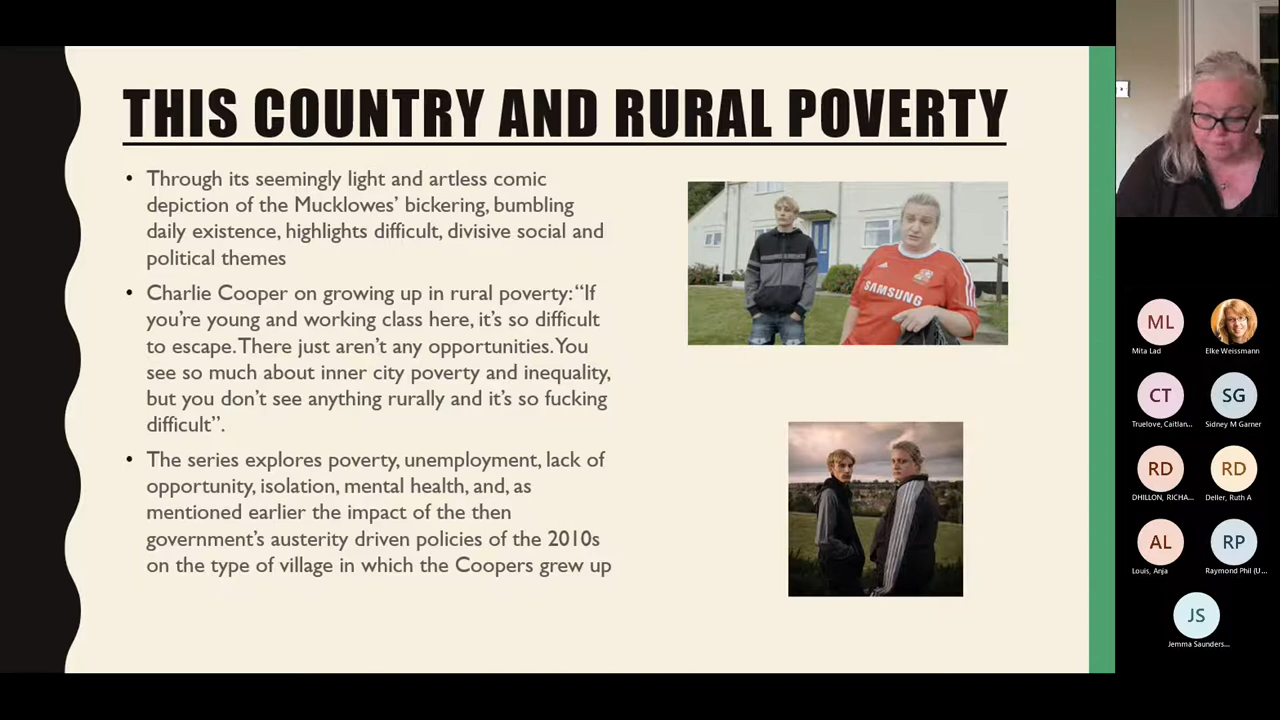 THIS COUNTRY AND RURAL POVERTY
• Through its seemingly light and artless comic
depiction of the Mucklowes’ bickering, bumbling
daily existence, highlights difficult, divisive social and
political themes
• Charlie Cooper on growing up in rural poverty: “If
you’re young and working class here, it’s so difficult
to escape. There just aren’t any opportunities. You
see so much about inner city poverty and inequality,
but you don’t see anything rurally and it’s so fucking
difficult”.
• The series explores poverty, unemployment, lack of
opportunity, isolation, mental health, and, as
mentioned earlier the impact of the then
government’s austerity driven policies of the 2010s
on the type of village in which the Coopers grew up
SAMSUNG
ML
Mita Lad
Elke Weissmann
CT
Truelove, Caitlan...
SG
Sidney M Garner
RD
DHILLON, RICHA...
RD
Deller, Ruth A
AL
Louis, Anja
RP
Raymond Phil (U...
JS
Jemma Saunders...